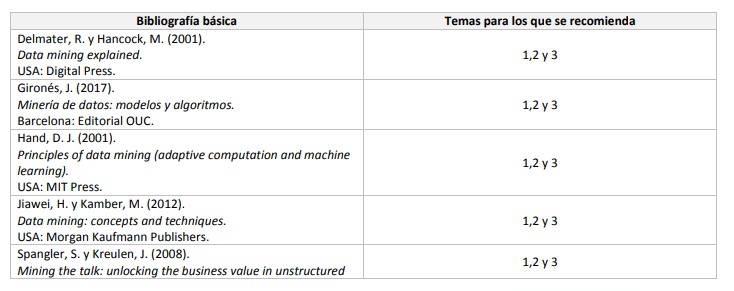 Bibliografía básica
Temas para los que se recomienda
Delmater, R. y Hancock, M. (2001).
Data mining explained.
USA: Digital Press.
1,2 y 3
Gironés, J. (2017).
Minería de datos: modelos y algoritmos.
Barcelona: Editorial OUC.
1,2 y 3
Hand, D. J. (2001).
Principles of data mining (adaptive computation and machine
learning).
USA: MIT Press.
1,2 y 3
Jiawei, H. y Kamber, M. (2012).
Data mining: concepts and techniques.
USA: Morgan Kaufmann Publishers.
1,2 y 3
Spangler, S. y Kreulen, J. (2008).
Mining the talk: unlocking the business value in unstructured
1,2 y 3